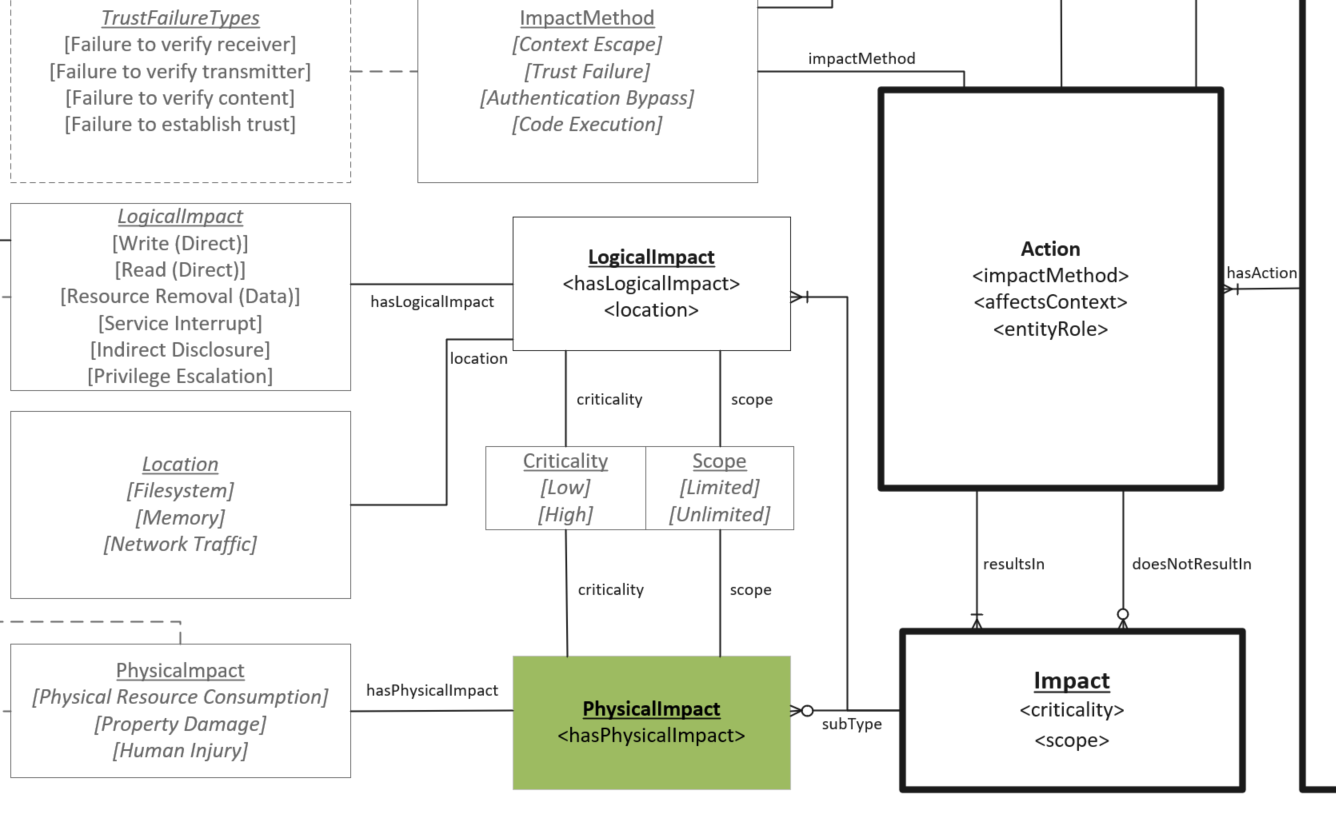 TrustFailureTypes
[Failure to verify receiver]
[Failure to verify transmitter]
[Failure to verify content]
[Failure to establish trust]
ImpactMethod
[Context Escape]
[Trust Failure]
[Authentication Bypass]
[Code Execution]
impactMethod
LogicalImpact
[Write (Direct)]
[Read (Direct)]
[Resource Removal (Data)]
[Service Interrupt]
[Indirect Disclosure]
[Privilege Escalation]
hasLogicalImpact
LogicalImpact
<hasLogicalImpact>
<location>
location
Action
<impactMethod>
<affectsContext>
<entityRole>
hasAction
criticality
scope
Location
[Filesystem]
[Memory]
[Network Traffic]
Criticality
[Low]
[High]
Scope
[Limited]
[Unlimited]
criticality
scope
resultsIn
doesNotResultIn
PhysicaImpact
[Physical Resource Consumption]
[Property Damage]
[Human Injury]
hasPhysicalImpact
PhysicalImpact
<hasPhysicalImpact>
subType
Impact
<criticality>
<scope>